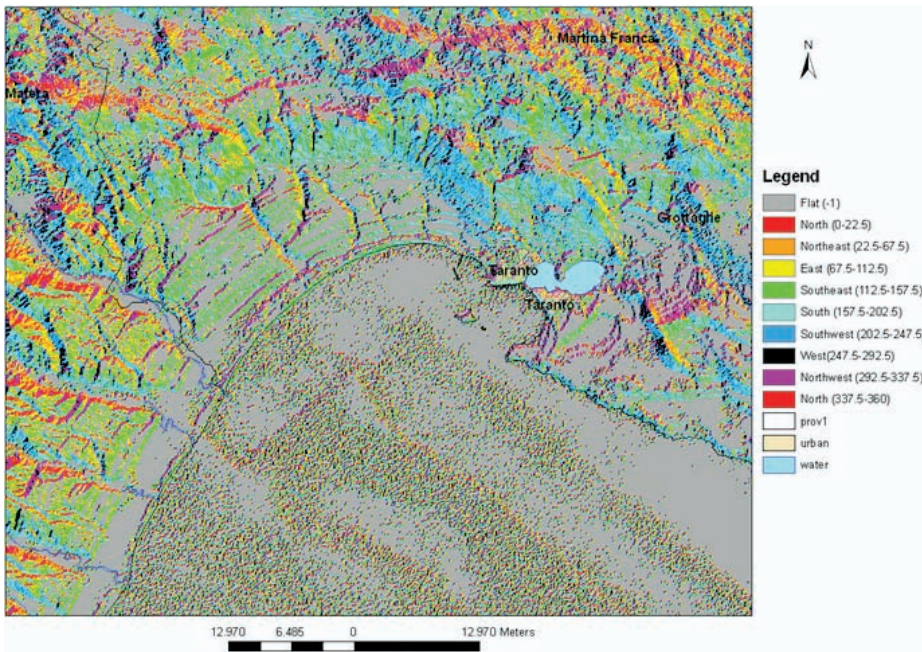 Martina Franca
N
Matera
Grottaglie
Taranto
Taranto
Legend
Flat (-1)
North (0-22.5)
Northeast (22.5-67.5)
East (67.5-112.5)
Southeast (112.5-157.5)
South (157.5-202.5)
Southwest (202.5-247.5)
West(247.5-292.5)
Northwest (292.5-337.5)
North (337.5-360)
prov1
urban
water
12.970 6.485 0 12.970 Meters